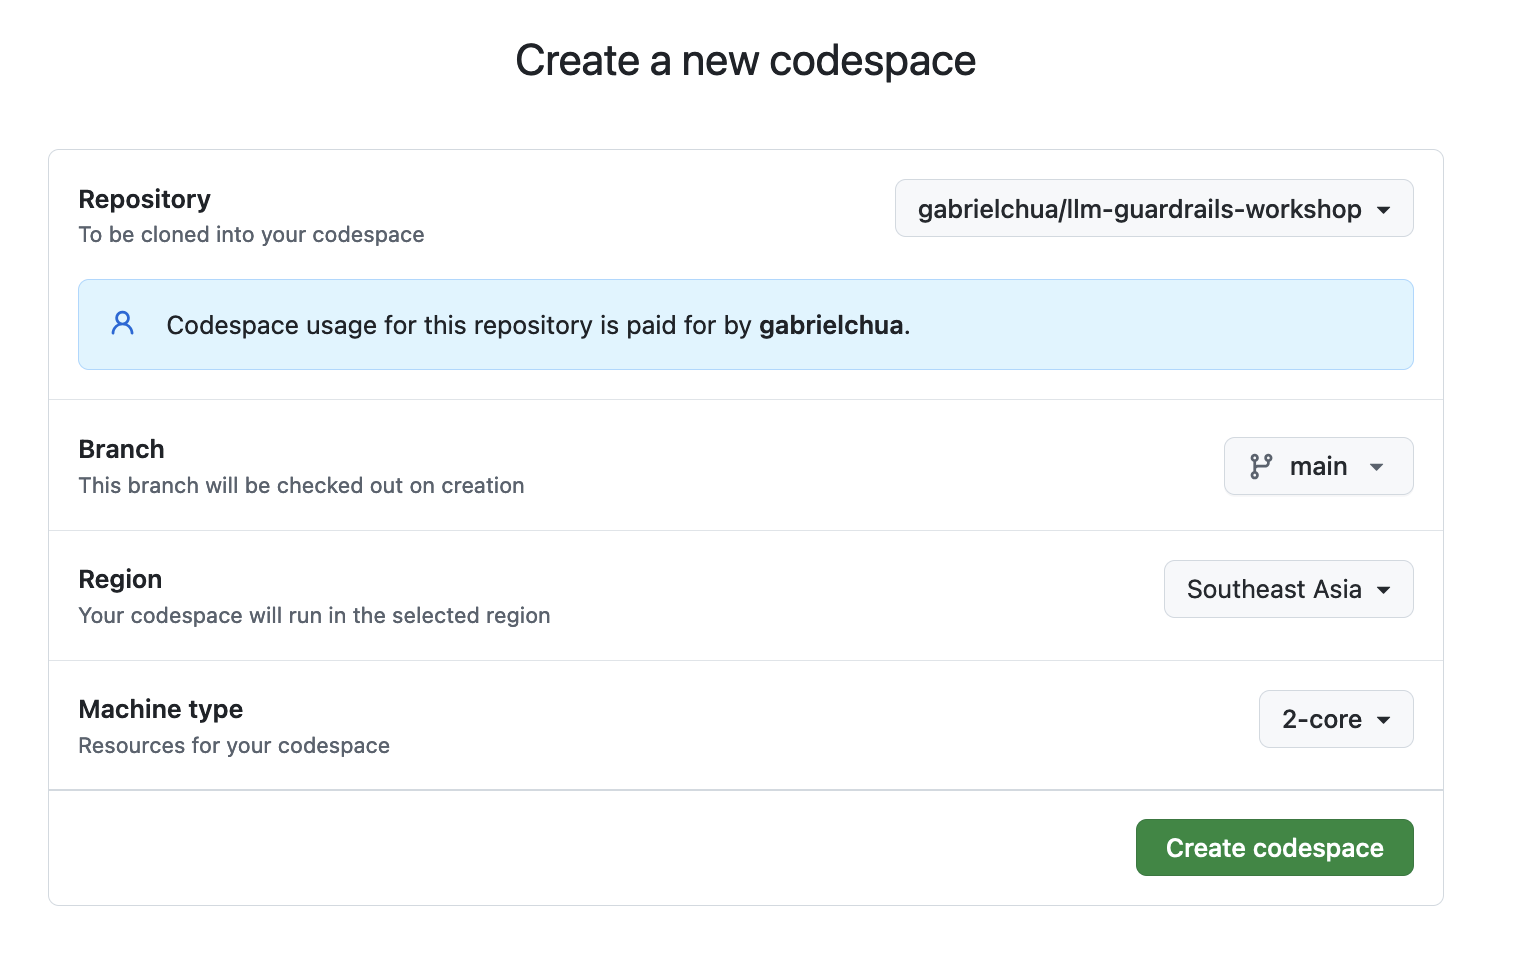 Create a new codespace
Repository
To be cloned into your codespace
gabrielchua/llm-guardrails-workshop
Codespace usage for this repository is paid for by gabrielchua.
Branch
This branch will be checked out on creation
main
Region
Your codespace will run in the selected region
Southeast Asia
Machine type
Resources for your codespace
2-core
Create codespace